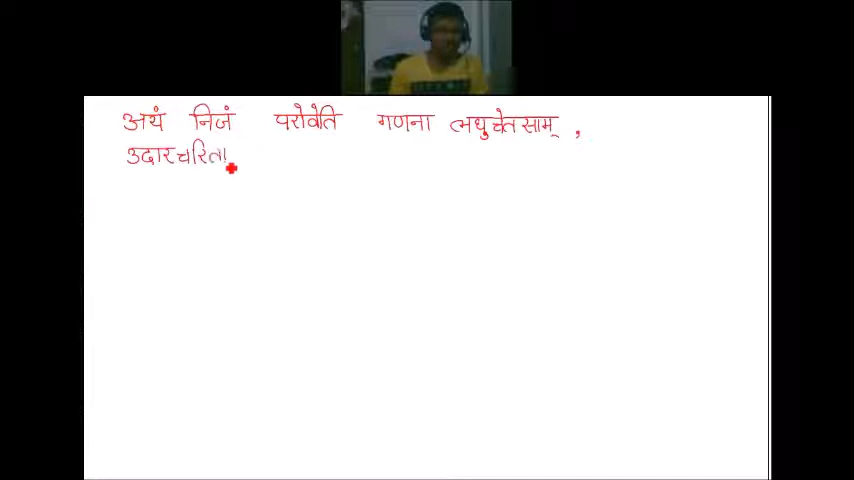 अयं निजं परोवेति गणना लघुचेतसाम् ,
उदारचरिता